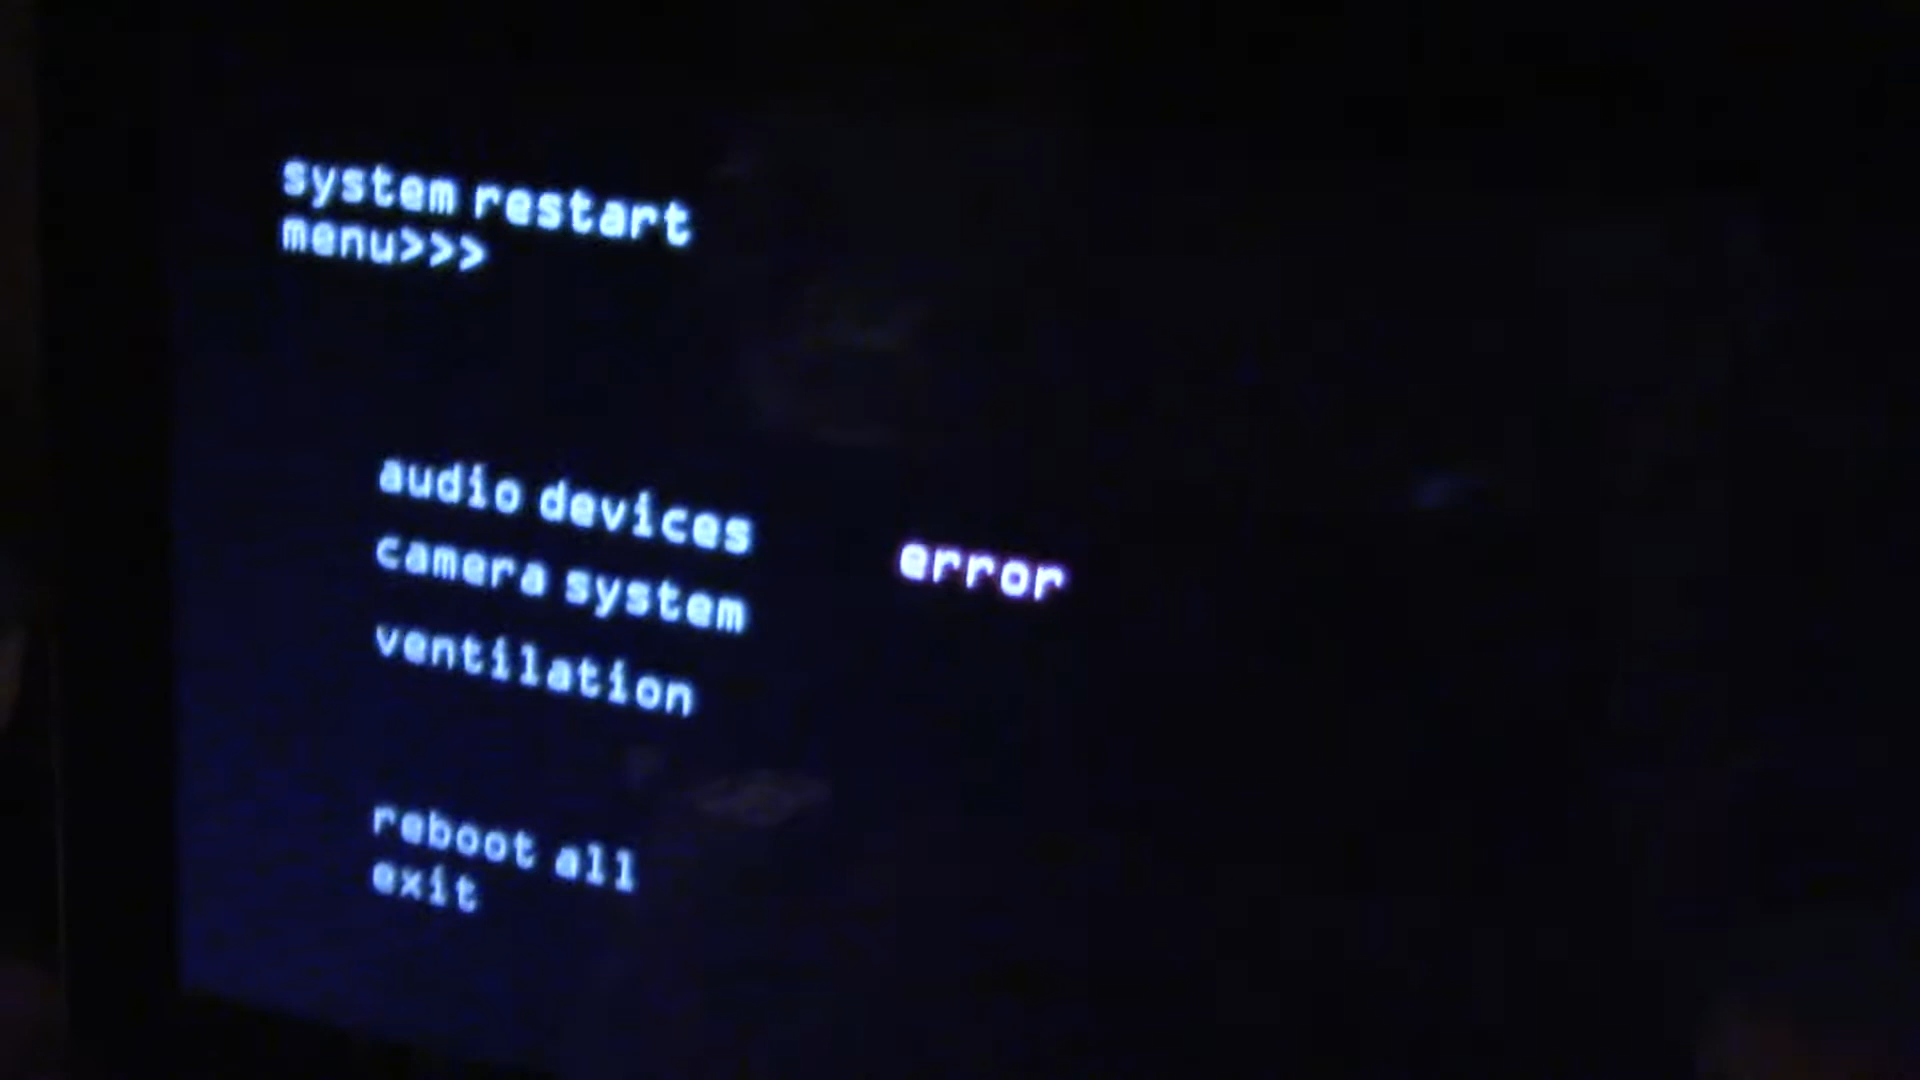 system restart
menu>>>
audio devices
camera system error
ventilation
reboot all
exit